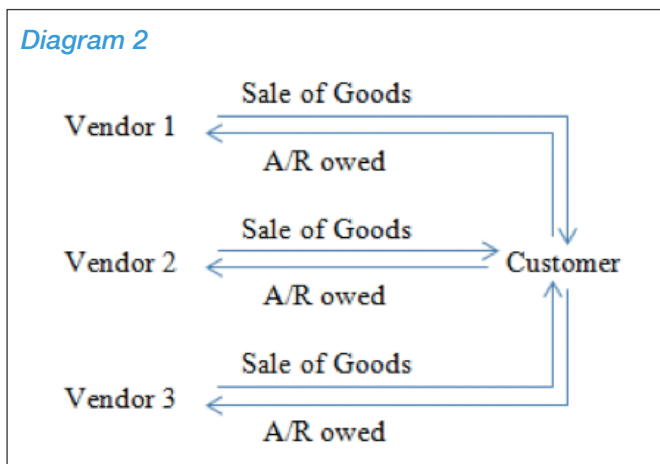 Diagram 2
Sale of Goods
Vendor 1
A/R owed
Sale of Goods
Vendor 2
Customer
A/R owed
Sale of Goods
Vendor 3
A/R owed